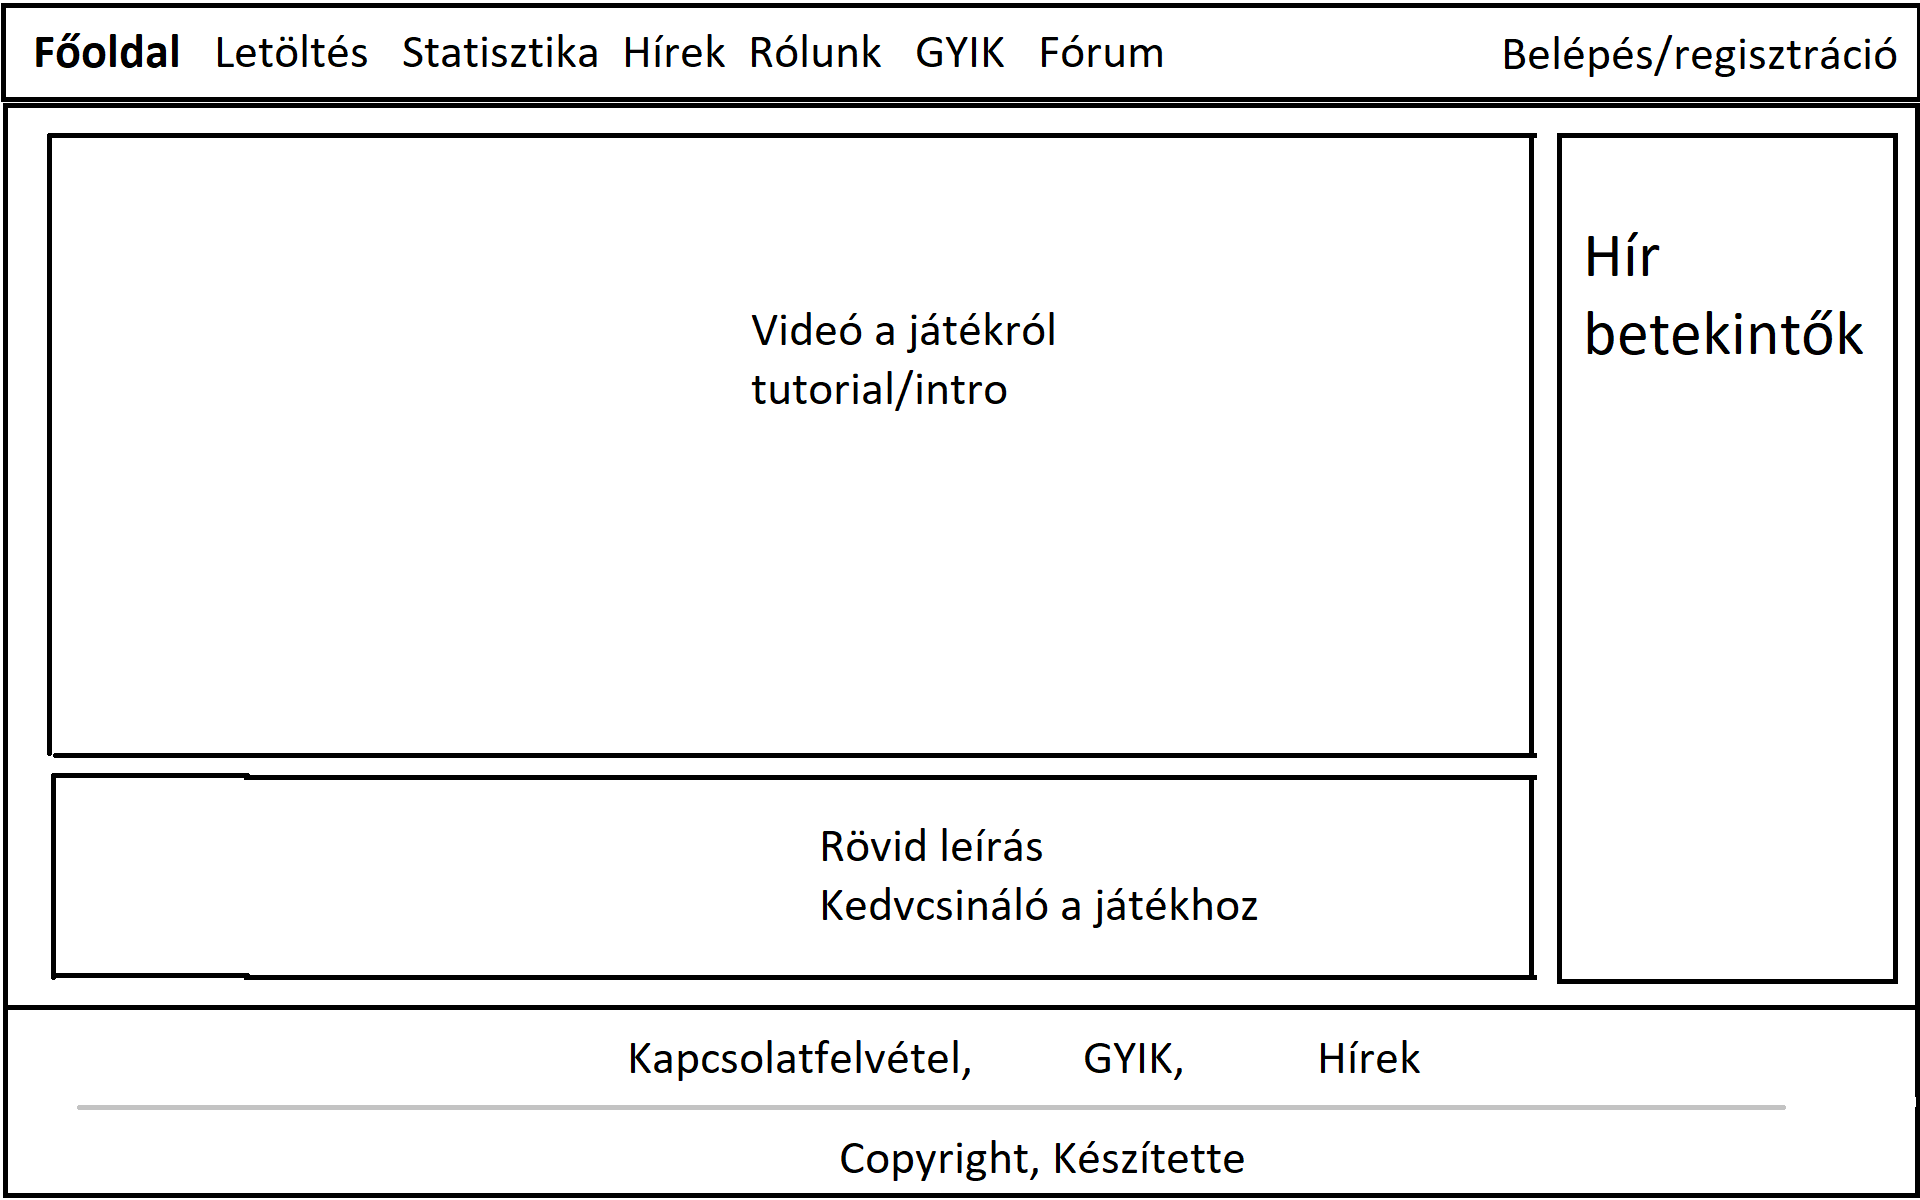 Főoldal Letöltés Statisztika Hírek Rólunk GYIK Fórum Belépés/regisztráció
Videó a játékról
tutorial/intro
Hír
betekintők
Rövid leírás
Kedvcsináló a játékhoz
Kapcsolatfelvétel, GYIK, Hírek
Copyright, Készítette